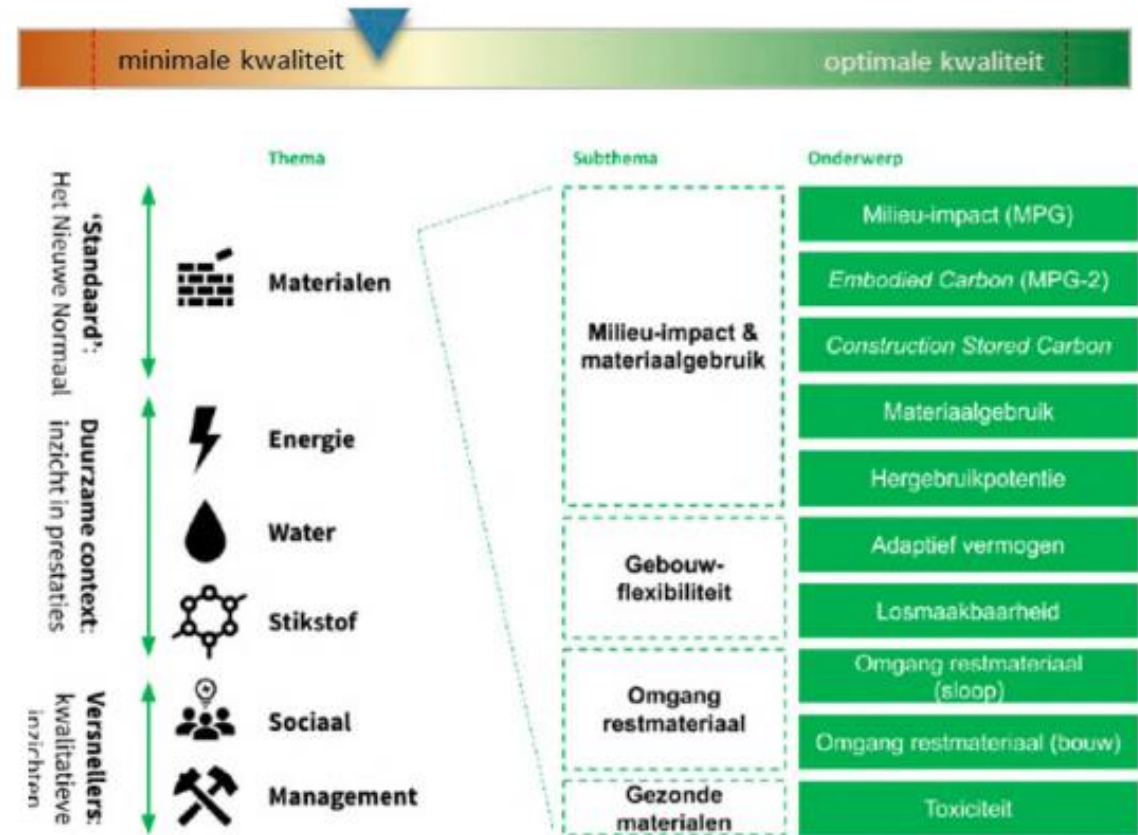 minimale kwaliteit
optimale kwaliteit
Thema
Subthema
Onderwerp
‘Standaard’:
Het Nieuwe Normaal
Duurzame context:
inzicht in prestaties
Versnellers:
kwalitatieve
inzichten
Materialen
Energie
Water
Stikstof
Sociaal
Management
Milieu-impact &
materiaalgebruik
Gebouw-
flexibiliteit
Omgang
restmateriaal
Gezonde
materialen
Milieu-impact (MPG)
Embodied Carbon (MPG-2)
Construction Stored Carbon
Materiaalgebruik
Hergebruikpotentie
Adaptief vermogen
Losmaakbaarheid
Omgang restmateriaal
(sloop)
Omgang restmateriaal (bouw)
Toxiciteit